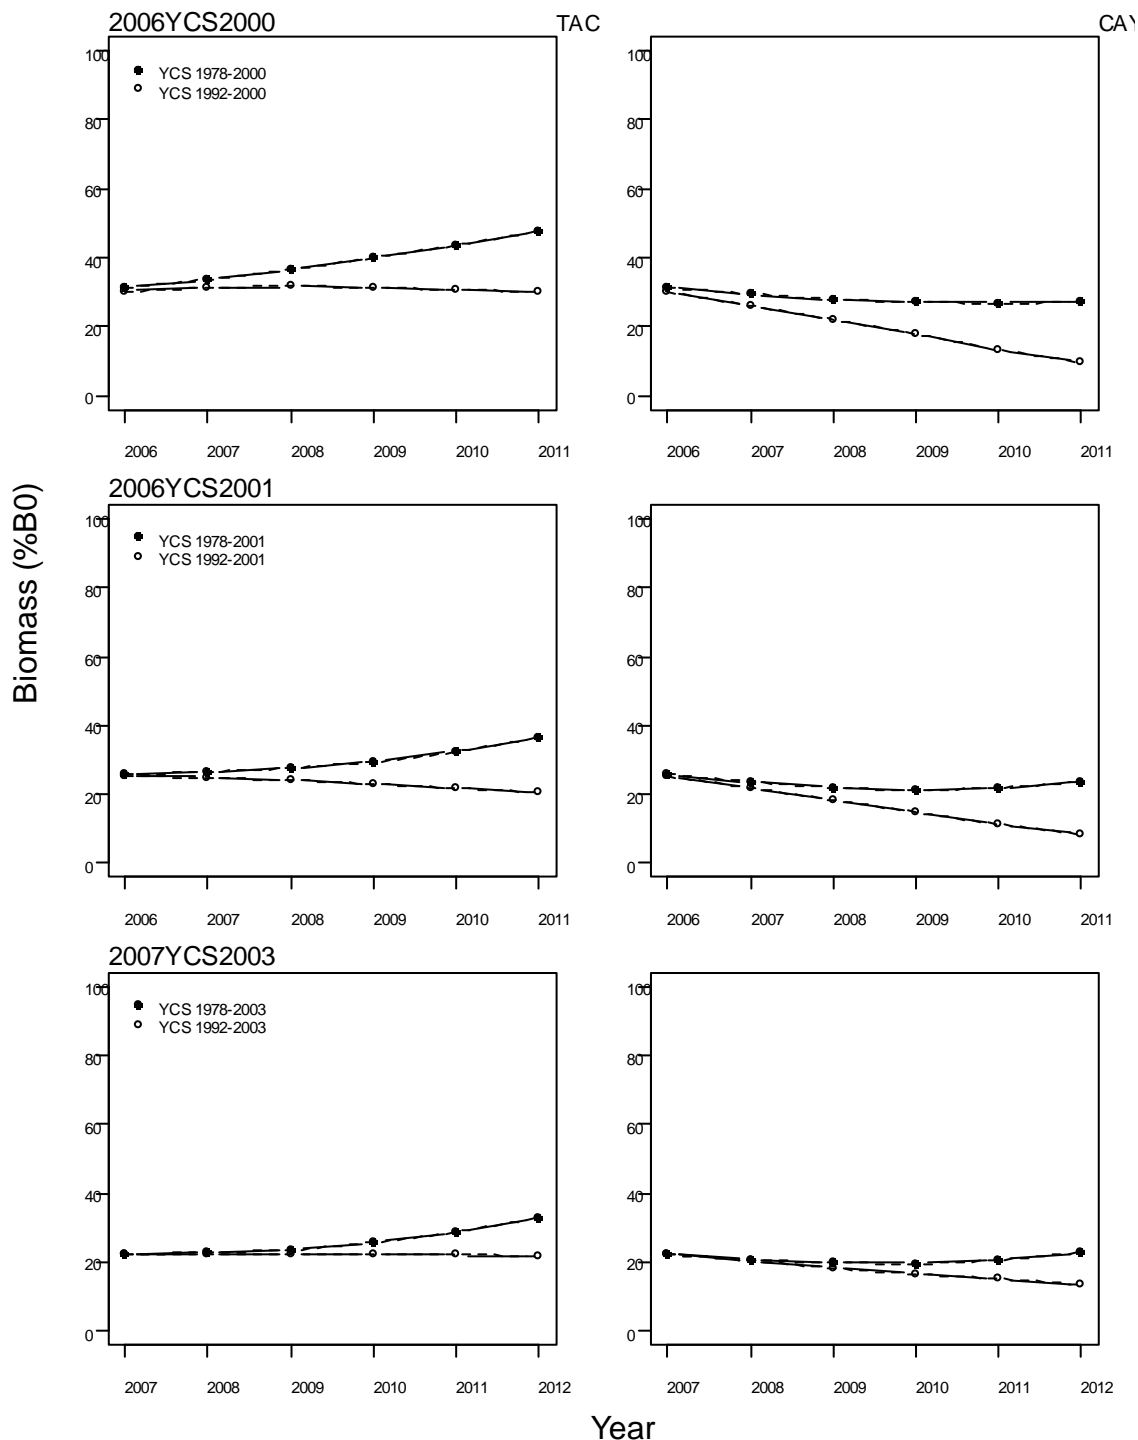 2006YCS2000 TAC CAY
100 100
YCS 1978-2000
YCS 1992-2000
80 80
60 60
40 40
20 20
0 0
2006 2007 2008 2009 2010 2011 2006 2007 2008 2009 2010 2011
2006YCS2001
100 100
YCS 1978-2001
YCS 1992-2001
80 80
60 60
40 40
20 20
0 0
2006 2007 2008 2009 2010 2011 2006 2007 2008 2009 2010 2011
Biomass (%B0)
2007YCS2003
100 100
YCS 1978-2003
YCS 1992-2003
80 80
60 60
40 40
20 20
0 0
2007 2008 2009 2010 2011 2012 2007 2008 2009 2010 2011 2012
Year